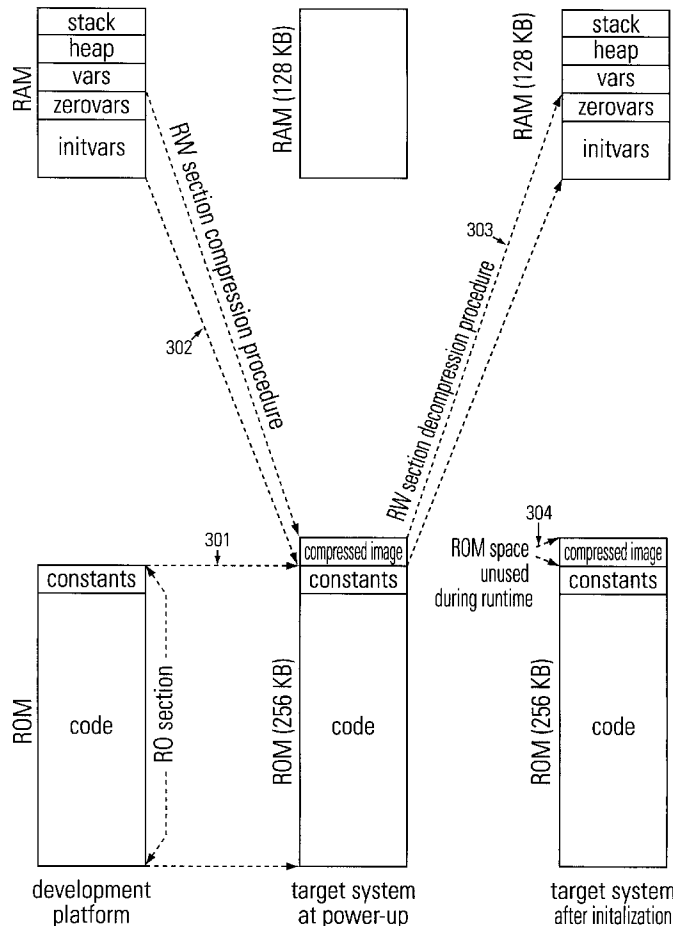 RAM
stack
heap
vars
zerovars
initvars
RW section compression procedure
302
RAM (128 KB)
RW section decompression procedure
303
RAM (128 KB)
stack
heap
vars
zerovars
initvars
301
ROM
constants
code
RO section
ROM (256 KB)
compressed image
constants
code
304
ROM space
unused
during runtime
ROM (256 KB)
compressed image
constants
code
development
platform
target system
at power-up
target system
after initalization